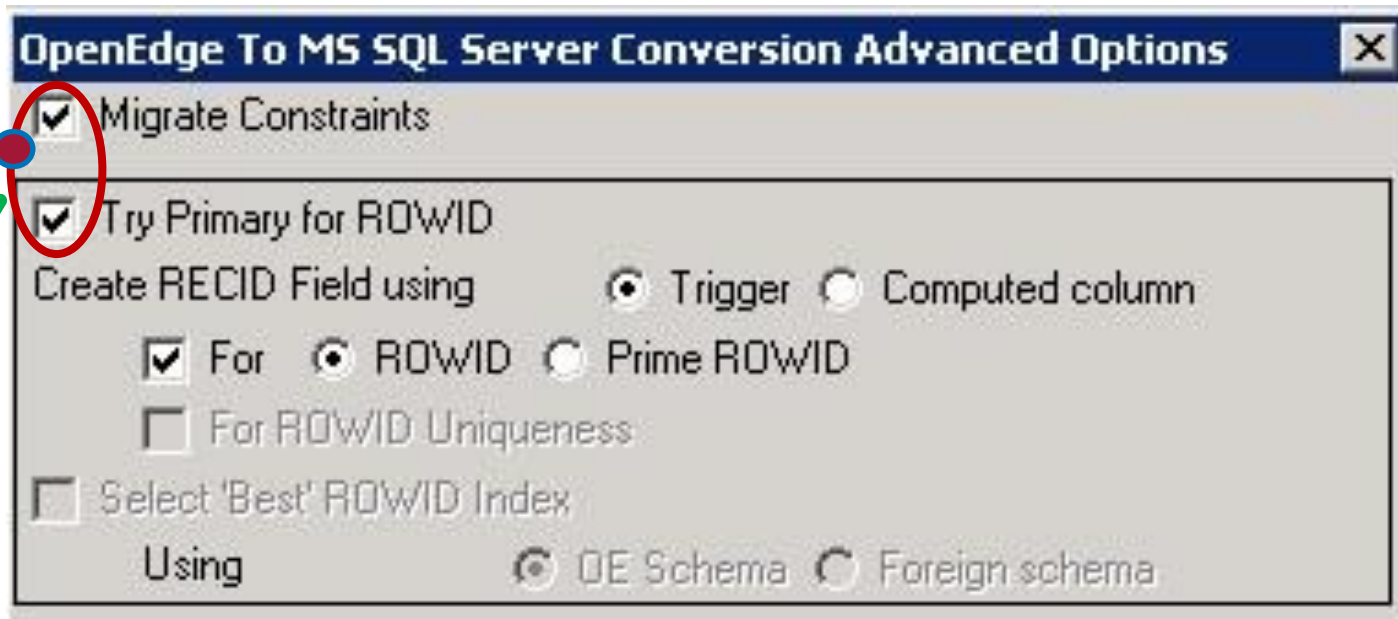 OpenEdge To MS SQL Server Conversion Advanced Options
Migrate Constraints
Try Primary for ROWID
Create RECID Field using Trigger Computed column
For ROWID Prime ROWID
For ROWID Uniqueness
Select 'Best' ROWID Index
Using OE Schema Foreign schema